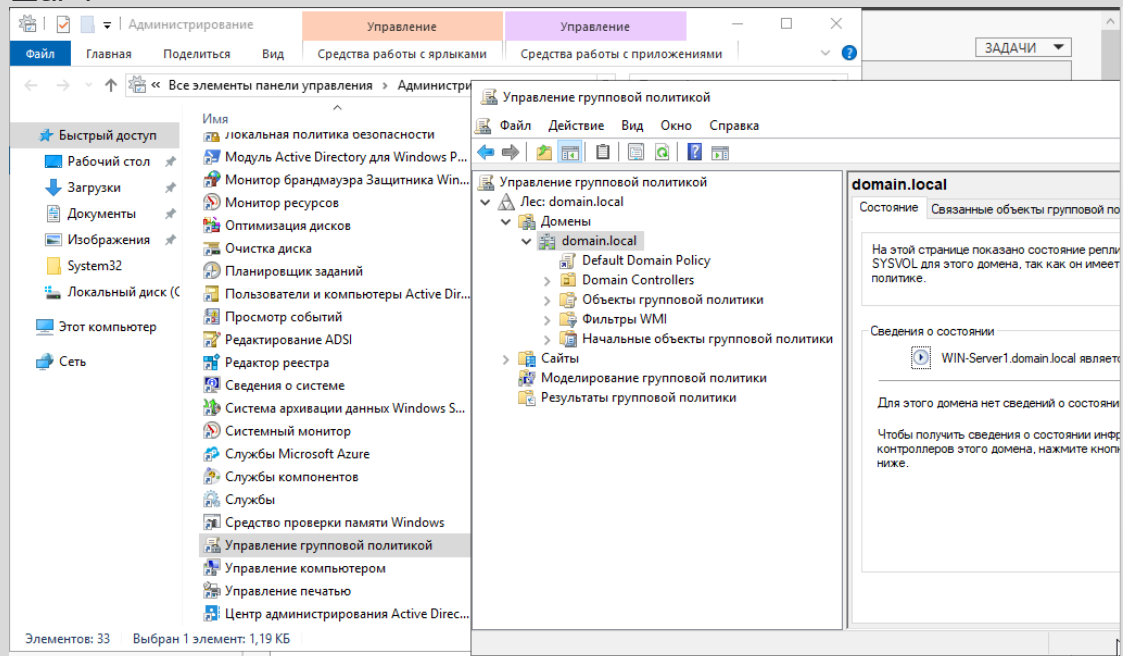 Администрирование
Управление
Управление
Файл
Главная
Поделиться
Вид
Средства работы с ярлыками
Средства работы с приложениями
ЗАДАЧИ
« Все элементы панели управления › Админист
Имя
Быстрый доступ
Рабочий стол
Загрузки
Документы
Изображения
System32
Локальный диск (C
Этот компьютер
Сеть
Локальная политика безопасности
Модуль Active Directory для Windows P...
Монитор брандмауэра Защитника Win...
Монитор ресурсов
Оптимизация дисков
Очистка диска
Планировщик заданий
Пользователи и компьютеры Active Dir...
Просмотр событий
Редактирование ADSI
Редактор реестра
Сведения о системе
Система архивации данных Windows S...
Системный монитор
Службы Microsoft Azure
Службы компонентов
Службы
Средство проверки памяти Windows
Управление групповой политикой
Управление компьютером
Управление печатью
Центр администрирования Active Direc...
Элементов: 33
Выбран 1 элемент: 1,19 КБ
Управление групповой политикой
Файл
Действие
Вид
Окно
Справка
Управление групповой политикой
Лес: domain.local
Домены
domain.local
Default Domain Policy
Domain Controllers
Объекты групповой политики
Фильтры WMI
Начальные объекты групповой политики
Сайты
Моделирование групповой политики
Результаты групповой политики
domain.local
Состояние
Связанные объекты групповой по
На этой странице показано состояние репли
SYSVOL для этого домена, так как он имеет
политике.
Сведения о состоянии
WIN-Server1.domain.local являетс
Для этого домена нет сведений о состояни
Чтобы получить сведения о состоянии инфр
контроллеров этого домена, нажмите кнопк
ниже.